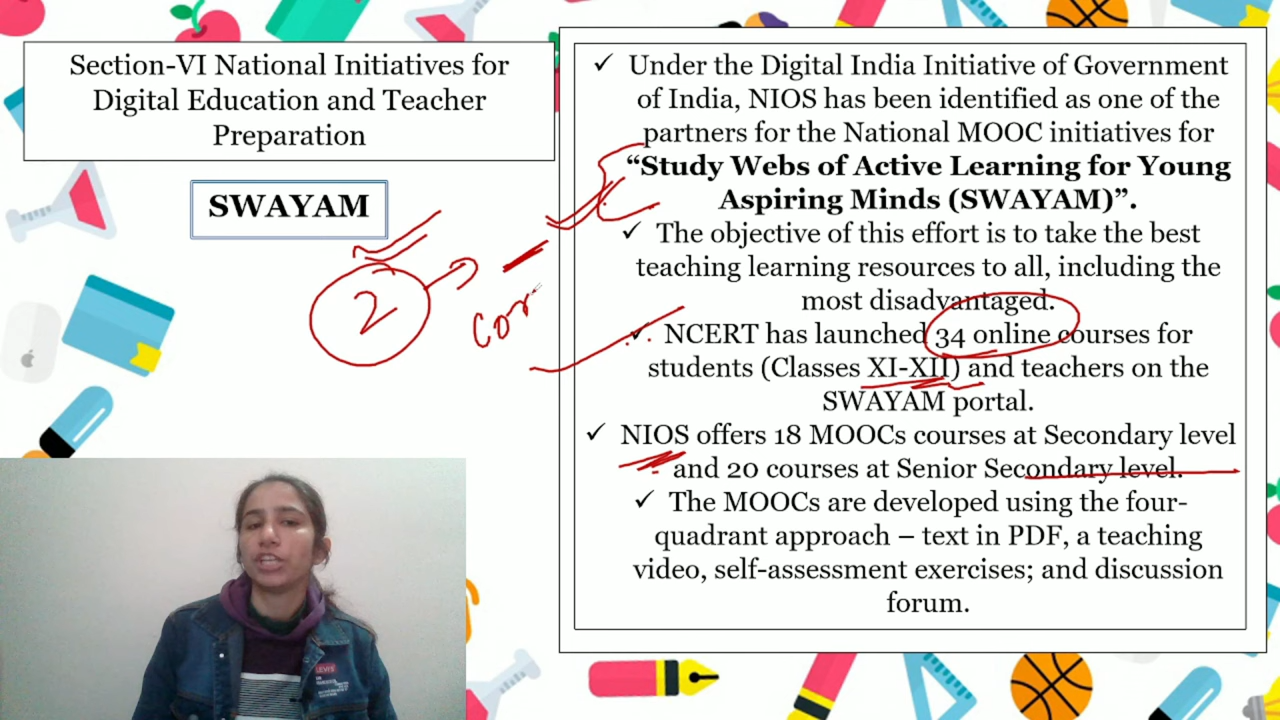 Section-VI National Initiatives for
Digital Education and Teacher
Preparation
SWAYAM
2
cor
✓ Under the Digital India Initiative of Government
of India, NIOS has been identified as one of the
partners for the National MOOC initiatives for
“Study Webs of Active Learning for Young
Aspiring Minds (SWAYAM)”.
✓ The objective of this effort is to take the best
teaching learning resources to all, including the
most disadvantaged.
✓ NCERT has launched 34 online courses for
students (Classes XI-XII) and teachers on the
SWAYAM portal.
✓ NIOS offers 18 MOOCs courses at Secondary level
and 20 courses at Senior Secondary level.
✓ The MOOCs are developed using the four-
quadrant approach – text in PDF, a teaching
video, self-assessment exercises; and discussion
forum.
LEVI'S